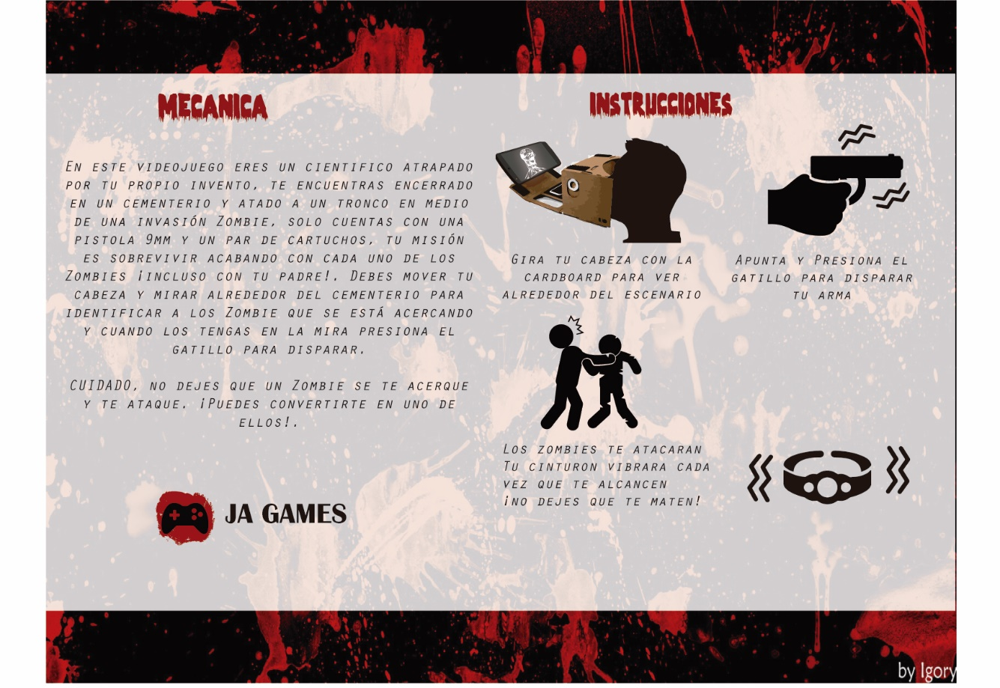 MECANICA
En este videojuego eres un cientifico atrapado
por tu propio invento, te encuentras encerrado
en un cementerio y atado a un tronco en medio
de una invasión Zombie, solo cuentas con una
pistola 9mm y un par de cartuchos, tu misión
es sobrevivir acabando con cada uno de los
Zombies ¡incluso con tu padre!. Debes mover tu
cabeza y mirar alrededor del cementerio para
identificar a los Zombie que se está acercando
y cuando los tengas en la mira presiona el
gatillo para disparar.
CUIDADO, no dejes que un Zombie se te acerque
y te ataque. ¡Puedes convertirte en uno de
ellos!.
JA GAMES
INSTRUCCIONES
Gira tu cabeza con la
cardboard para ver
alrededor del escenario
Apunta y Presiona el
gatillo para disparar
tu arma
Los zombies te atacaran
Tu cinturon vibrara cada
vez que te alcancen
¡no dejes que te maten!
by Igory